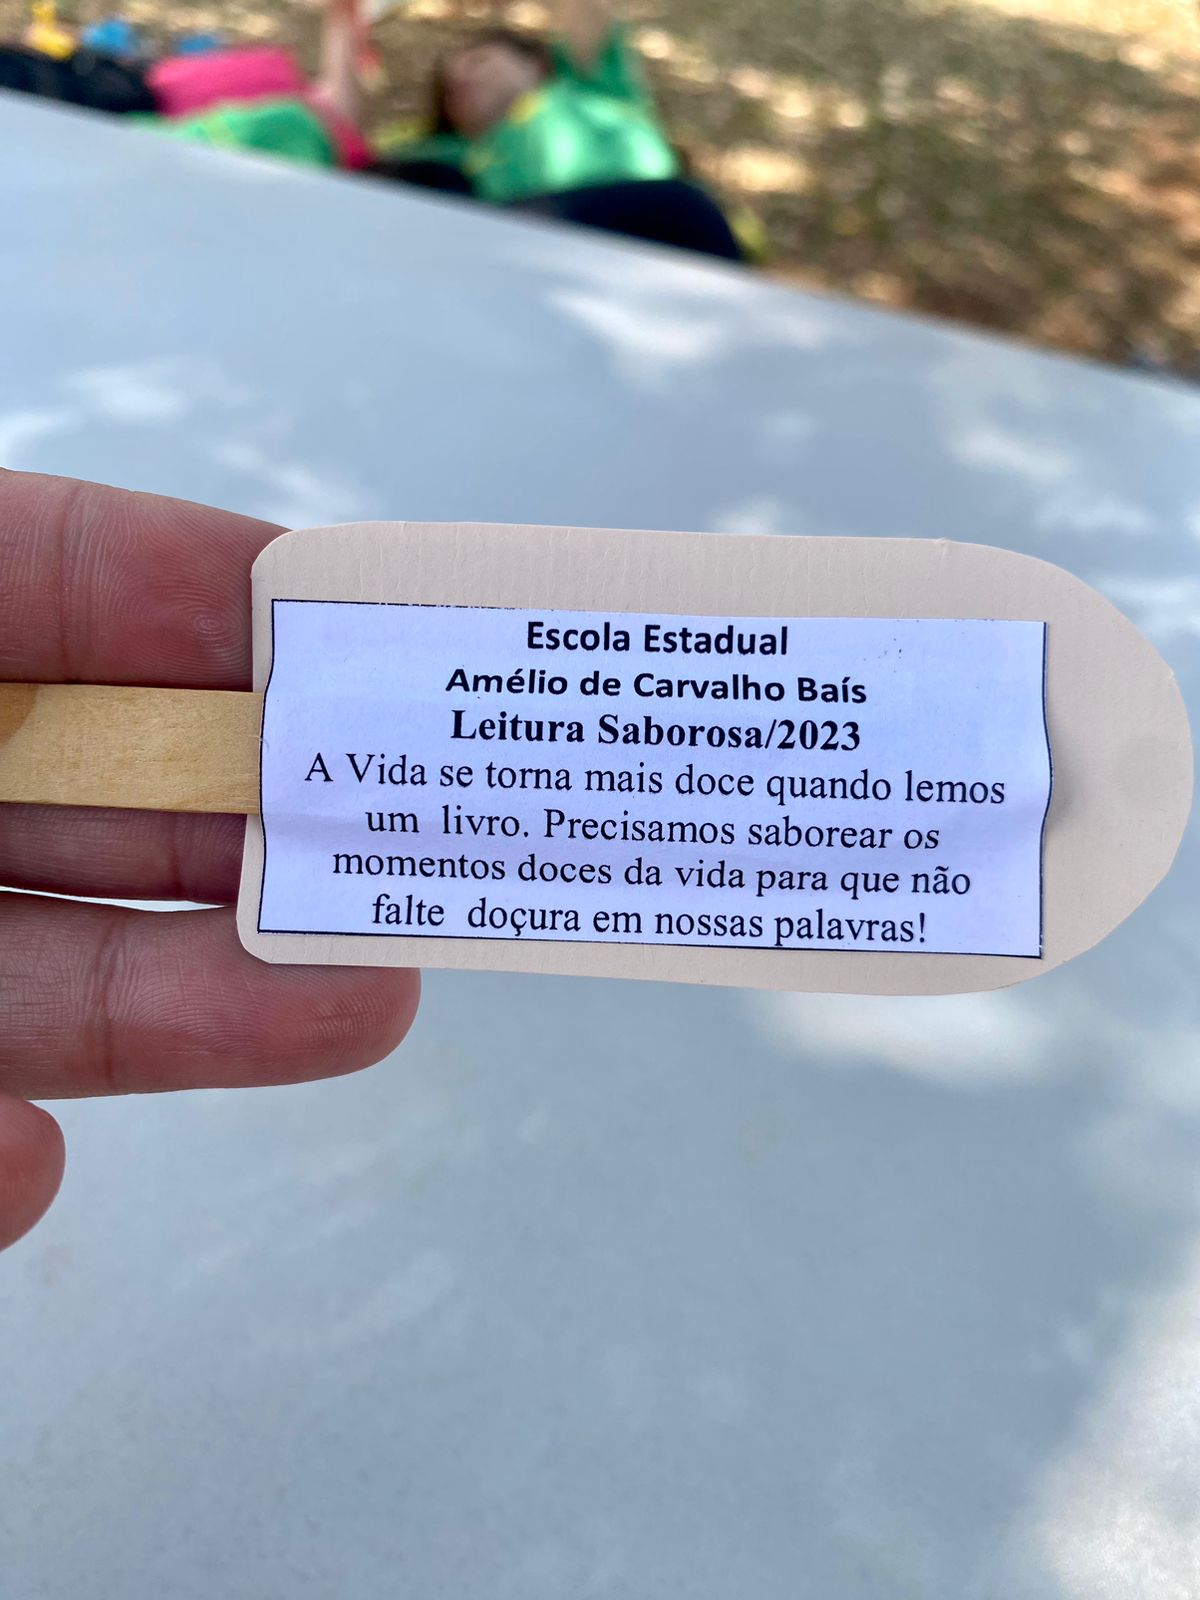 Escola Estadual
Amélio de Carvalho Baís
Leitura Saborosa/2023
A Vida se torna mais doce quando lemos
um livro. Precisamos saborear os
momentos doces da vida para que não
falte doçura em nossas palavras!